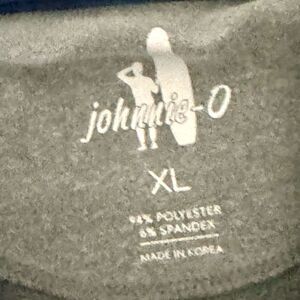 johnnie-O
XL
94% POLYESTER
6% SPANDEX
MADE IN KOREA